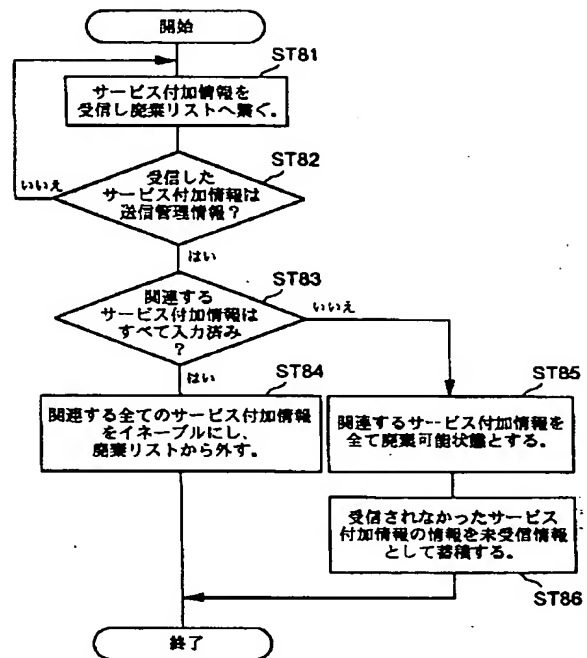 開始
ST81
サービス付加情報を
受信し廃棄リストへ繋ぐ。
ST82
受信した
サービス付加情報は
送信管理情報?
いいえ
はい
ST83
関連する
サービス付加情報は
すべて入力済み
?
いいえ
はい
ST84
関連する全てのサービス付加情報
をイネーブルにし、
廃棄リストから外す。
ST85
関連するサービス付加情報を
全て廃棄可能状態とする。
受信されなかったサービス
付加情報の情報を未受信情報
として蓄積する。
ST86
終了